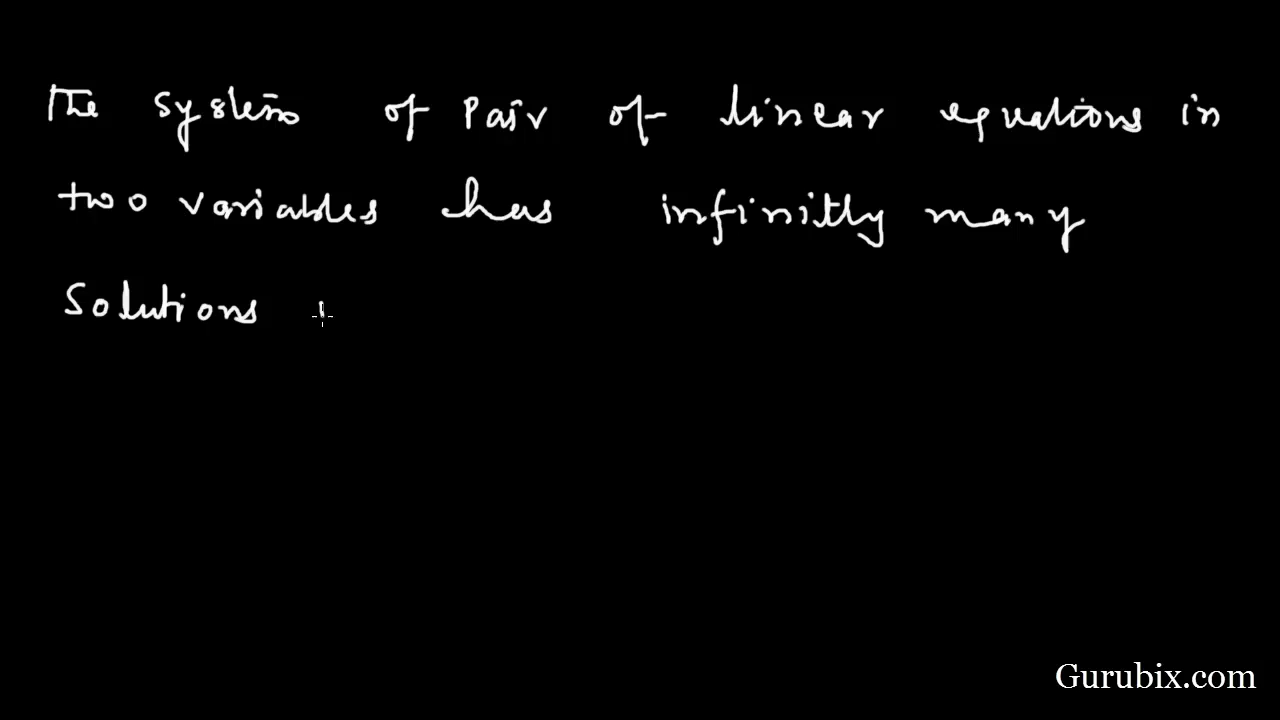 The system of Pair of linear equations in
two variables has infinitly many
Solutions
Gurubix.com